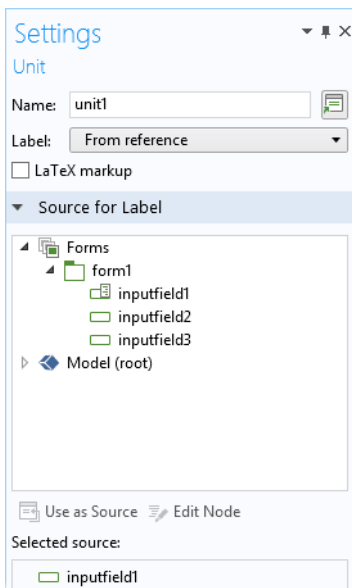 Settings
Unit
Name: unit1
Label: From reference
LaTeX markup
Source for Label
Forms
form1
inputfield1
inputfield2
inputfield3
Model (root)
Use as Source Edit Node
Selected source:
inputfield1